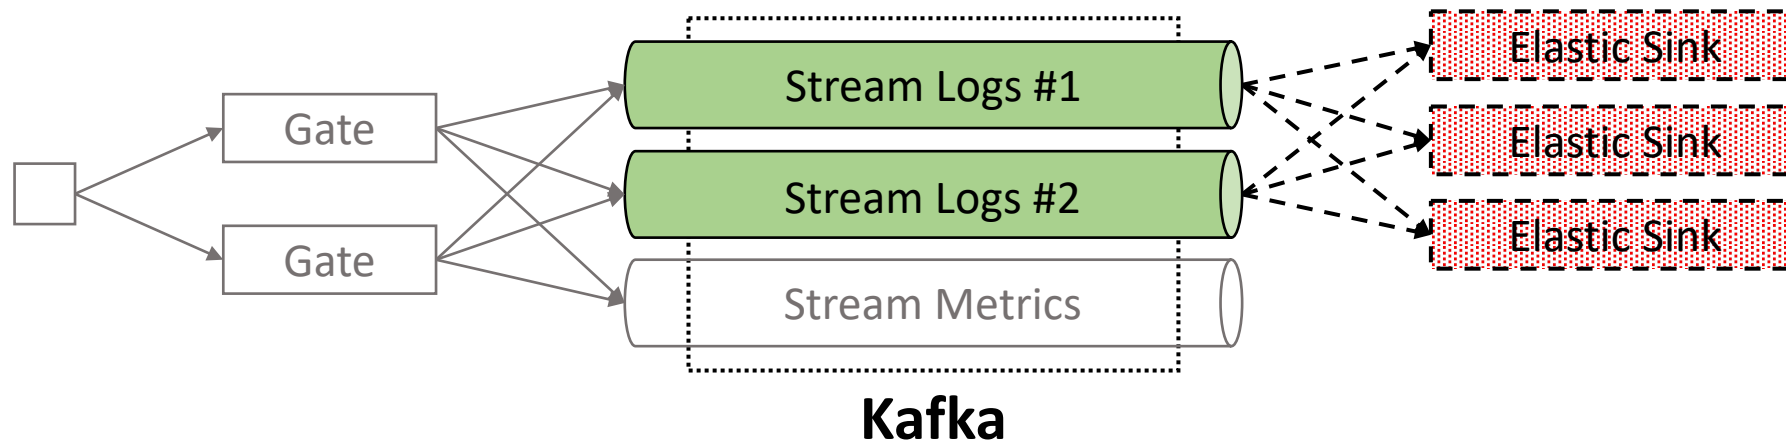 Gate
Gate
Stream Logs #1
Stream Logs #2
Stream Metrics
Kafka
Elastic Sink
Elastic Sink
Elastic Sink